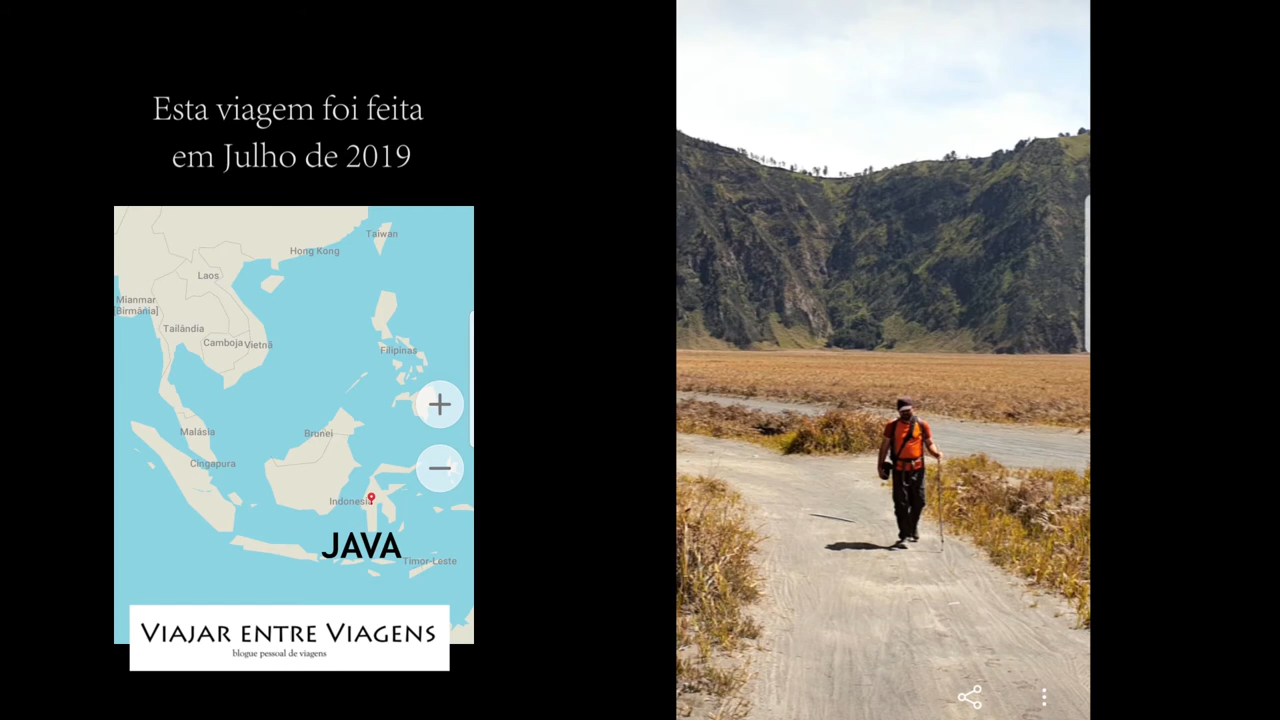 Esta viagem foi feita
em Julho de 2019
Taiwan
Hong Kong
Laos
Mianmar
[Birmânia]
Tailândia
Camboja
Vietnã
Filipinas
Malásia
Bronei
Cingapura
Indonésia
JAVA
Timor-Leste
VIAJAR ENTRE VIAGENS
blogue pessoal de viagens